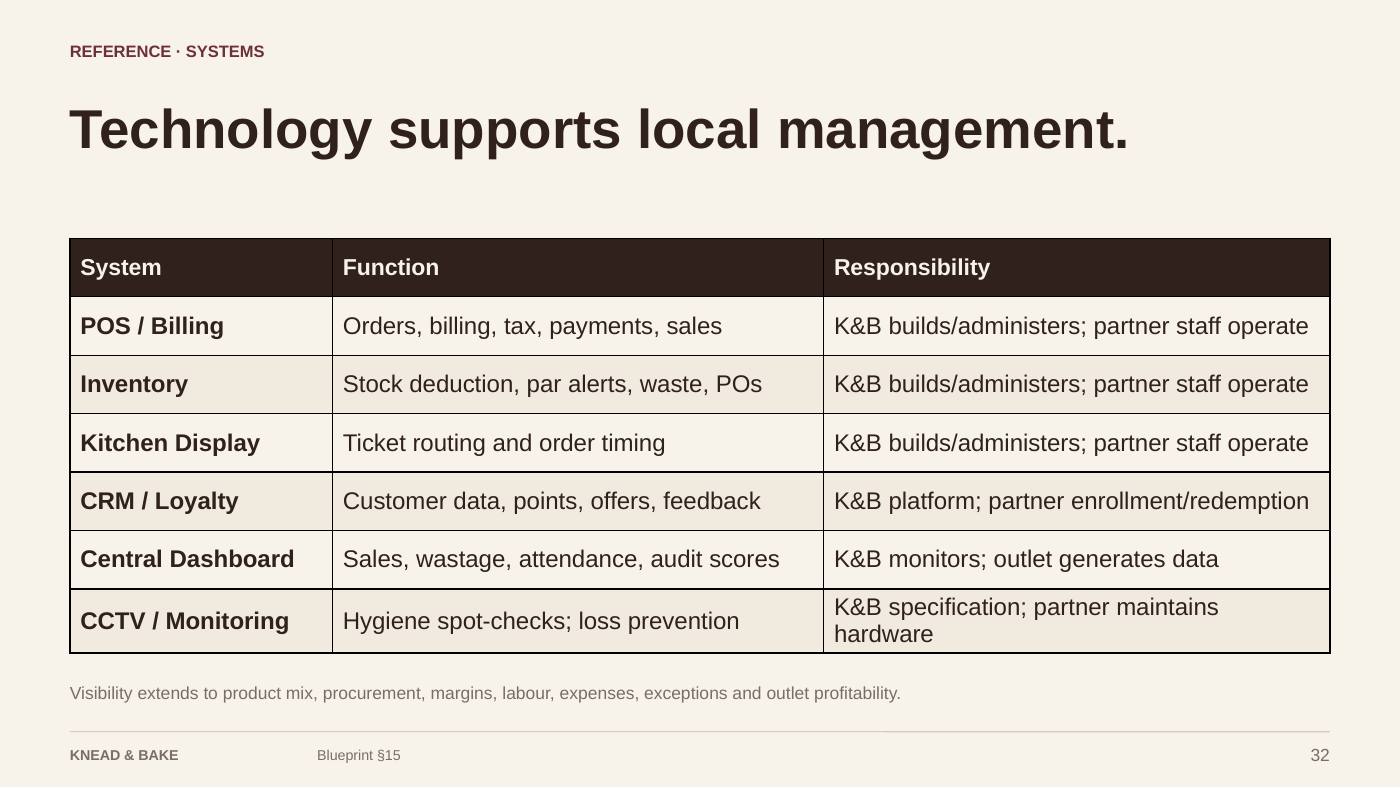 REFERENCE · SYSTEMS
Technology supports local management.
System Function Responsibility
POS / Billing Orders, billing, tax, payments, sales K&B builds/administers; partner staff operate
Inventory Stock deduction, par alerts, waste, POs K&B builds/administers; partner staff operate
Kitchen Display Ticket routing and order timing K&B builds/administers; partner staff operate
CRM / Loyalty Customer data, points, offers, feedback K&B platform; partner enrollment/redemption
Central Dashboard Sales, wastage, attendance, audit scores K&B monitors; outlet generates data
CCTV / Monitoring Hygiene spot-checks; loss prevention K&B specification; partner maintains
hardware
Visibility extends to product mix, procurement, margins, labour, expenses, exceptions and outlet profitability.
KNEAD & BAKE Blueprint §15 32